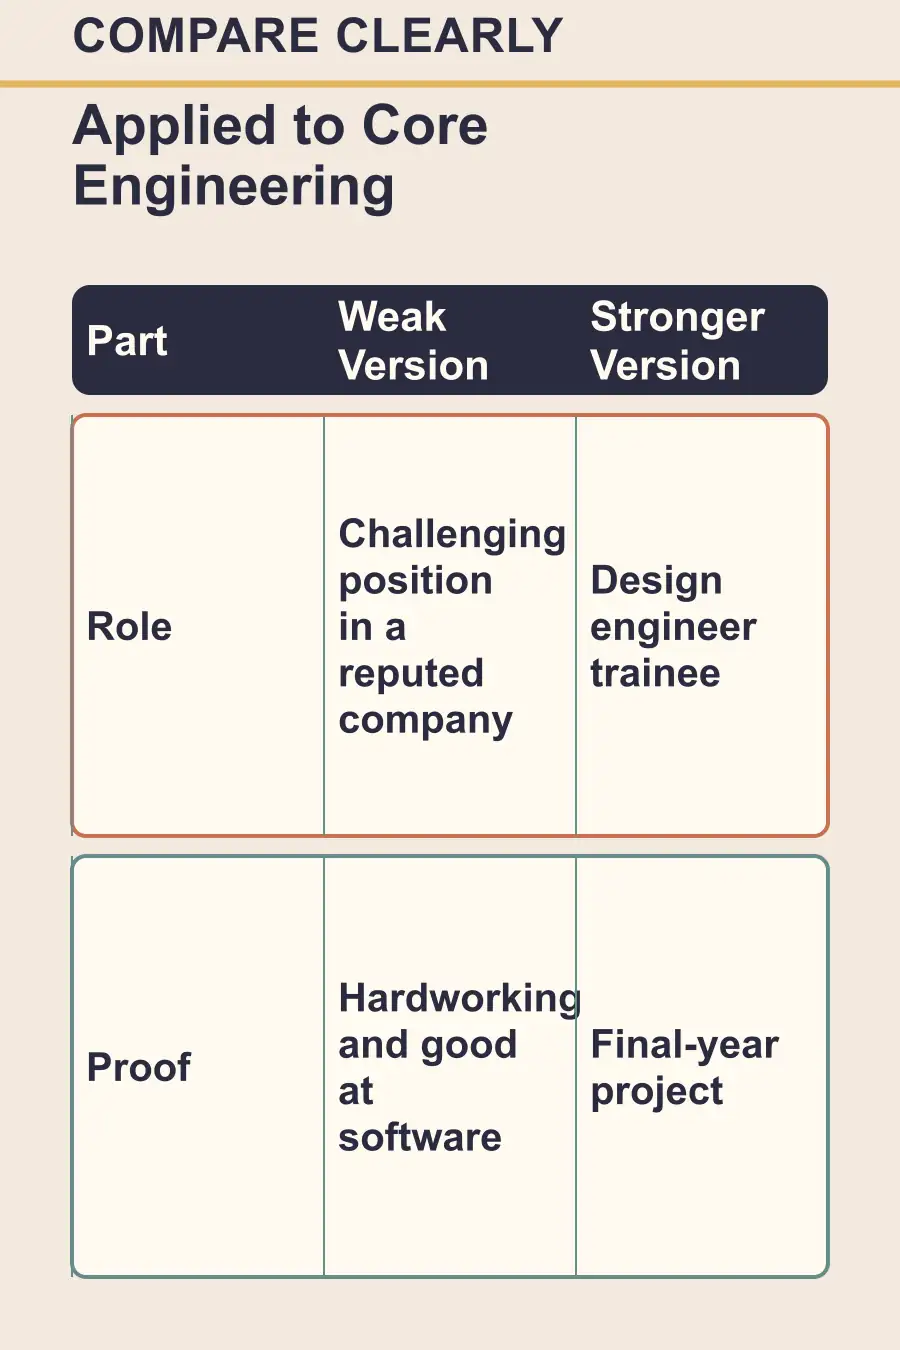 COMPARE CLEARLY
Applied to Core
Engineering
Part
Weak
Version
Stronger
Version
Role
Challenging
position
in a
reputed
company
Design
engineer
trainee
Proof
Hardworking
and good
at
software
Final-year
project